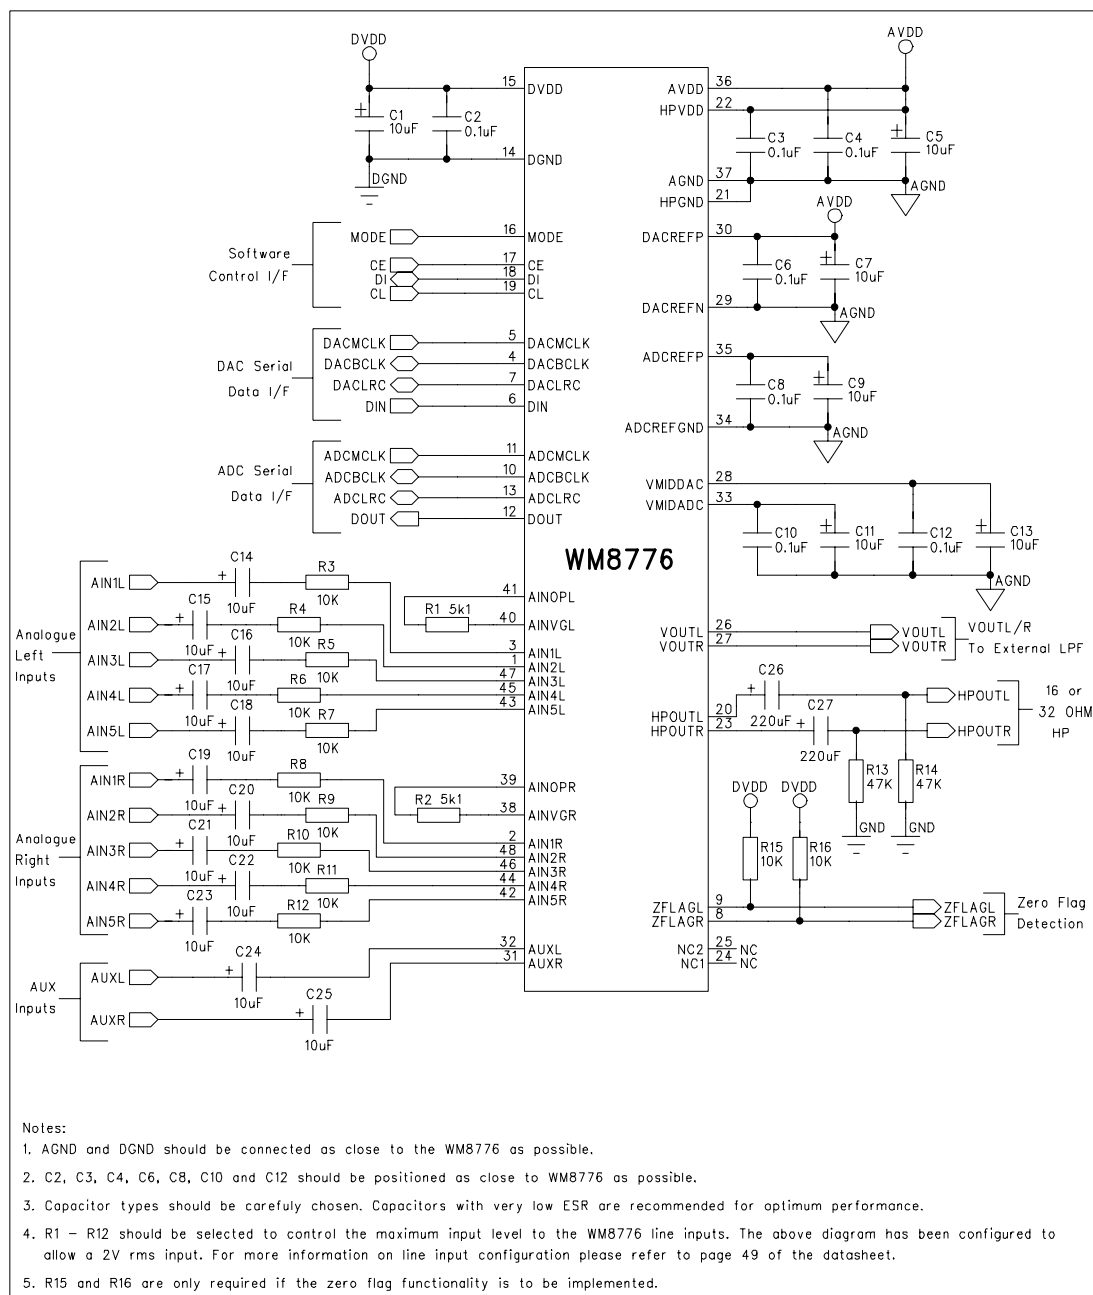 DVDD
AVDD
15 DVDD
AVDD 36
HPVDD 22
C1 10uF
C2 0.1uF
C3 0.1uF
C4 0.1uF
C5 10uF
14 DGND
DGND
AGND 37
HPGND 21
AGND
AVDD
Software
Control I/F
MODE 16 MODE
CE 17 CE
DI 18 DI
CL 19 CL
DACREFP 30
C6 0.1uF
C7 10uF
DACREFN 29
AGND
DAC Serial
Data I/F
DACMCLK 5 DACMCLK
DACBCLK 4 DACBCLK
DACLRC 7 DACLRC
DIN 6 DIN
ADCREFP 35
C8 0.1uF
C9 10uF
ADCREFGND 34
AGND
ADC Serial
Data I/F
ADCMCLK 11 ADCMCLK
ADCBCLK 10 ADCBCLK
ADCLRC 13 ADCLRC
DOUT 12 DOUT
VMIDDAC 28
VMIDADC 33
C10 0.1uF
C11 10uF
C12 0.1uF
C13 10uF
AGND
WM8776
Analogue
Left
Inputs
AIN1L C14 10uF R3 10K
AIN2L C15 10uF R4 10K
AIN3L C16 10uF R5 10K
AIN4L C17 10uF R6 10K
AIN5L C18 10uF R7 10K
41 AINOPL
R1 5k1
40 AINVGL
3 AIN1L
1 AIN2L
47 AIN3L
45 AIN4L
43 AIN5L
VOUTL 26 VOUTL
VOUTR 27 VOUTR
VOUTL/R
To External LPF
C26 220uF
C27 220uF
HPOUTL 20 HPOUTL
HPOUTR 23 HPOUTR
16 or
32 OHM
HP
R13 47K
R14 47K
GND
GND
Analogue
Right
Inputs
AIN1R C19 10uF R8 10K
AIN2R C20 10uF R9 10K
AIN3R C21 10uF R10 10K
AIN4R C22 10uF R11 10K
AIN5R C23 10uF R12 10K
39 AINOPR
R2 5k1
38 AINVGR
2 AIN1R
48 AIN2R
46 AIN3R
44 AIN4R
42 AIN5R
DVDD
DVDD
R15 10K
R16 10K
ZFLAGL 9 ZFLAGL
ZFLAGR 8 ZFLAGR
Zero Flag
Detection
NC2 25 NC
NC1 24 NC
AUX
Inputs
AUXL C24 10uF 32 AUXL
AUXR C25 10uF 31 AUXR
Notes:
1. AGND and DGND should be connected as close to the WM8776 as possible.
2. C2, C3, C4, C6, C8, C10 and C12 should be positioned as close to WM8776 as possible.
3. Capacitor types should be carefuly chosen. Capacitors with very low ESR are recommended for optimum performance.
4. R1 - R12 should be selected to control the maximum input level to the WM8776 line inputs. The above diagram has been configured to
allow a 2V rms input. For more information on line input configuration please refer to page 49 of the datasheet.
5. R15 and R16 are only required if the zero flag functionality is to be implemented.